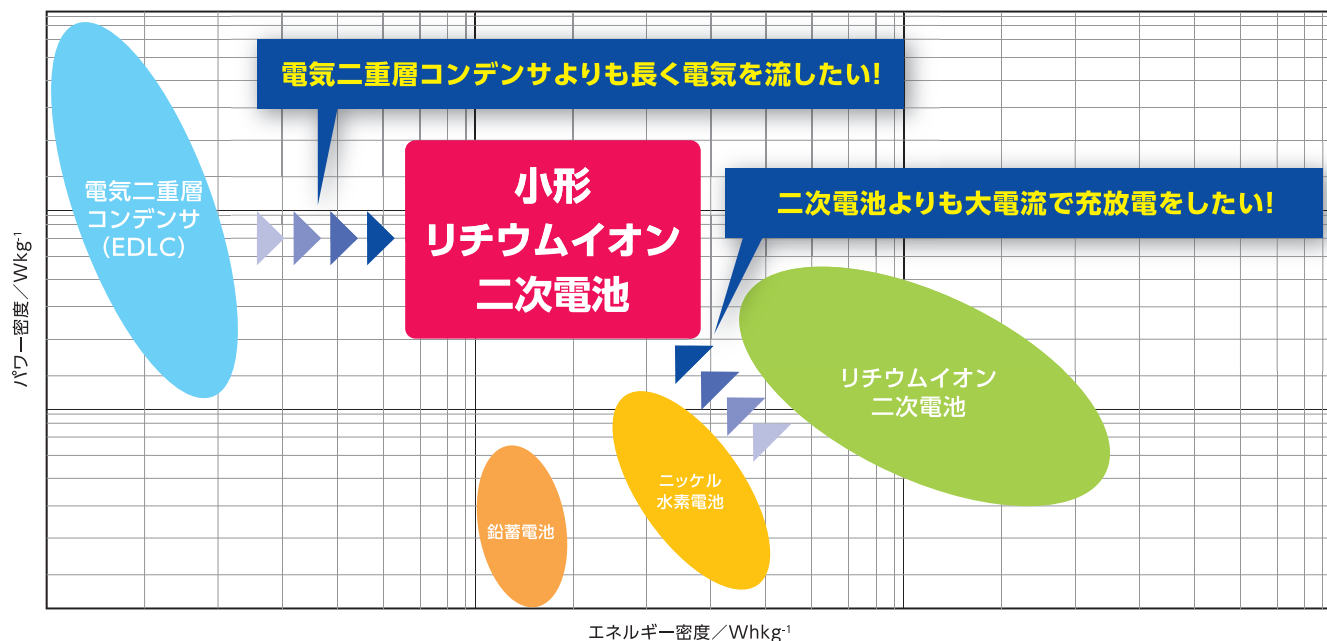 電気二重層コンデンサよりも長く電気を流したい!
電気二重層
コンデンサ
(EDLC)
小形
リチウムイオン
二次電池
二次電池よりも大電流で充放電をしたい!
リチウムイオン
二次電池
ニッケル
水素電池
鉛蓄電池
パワー密度/Wkg⁻¹
エネルギー密度/Whkg⁻¹